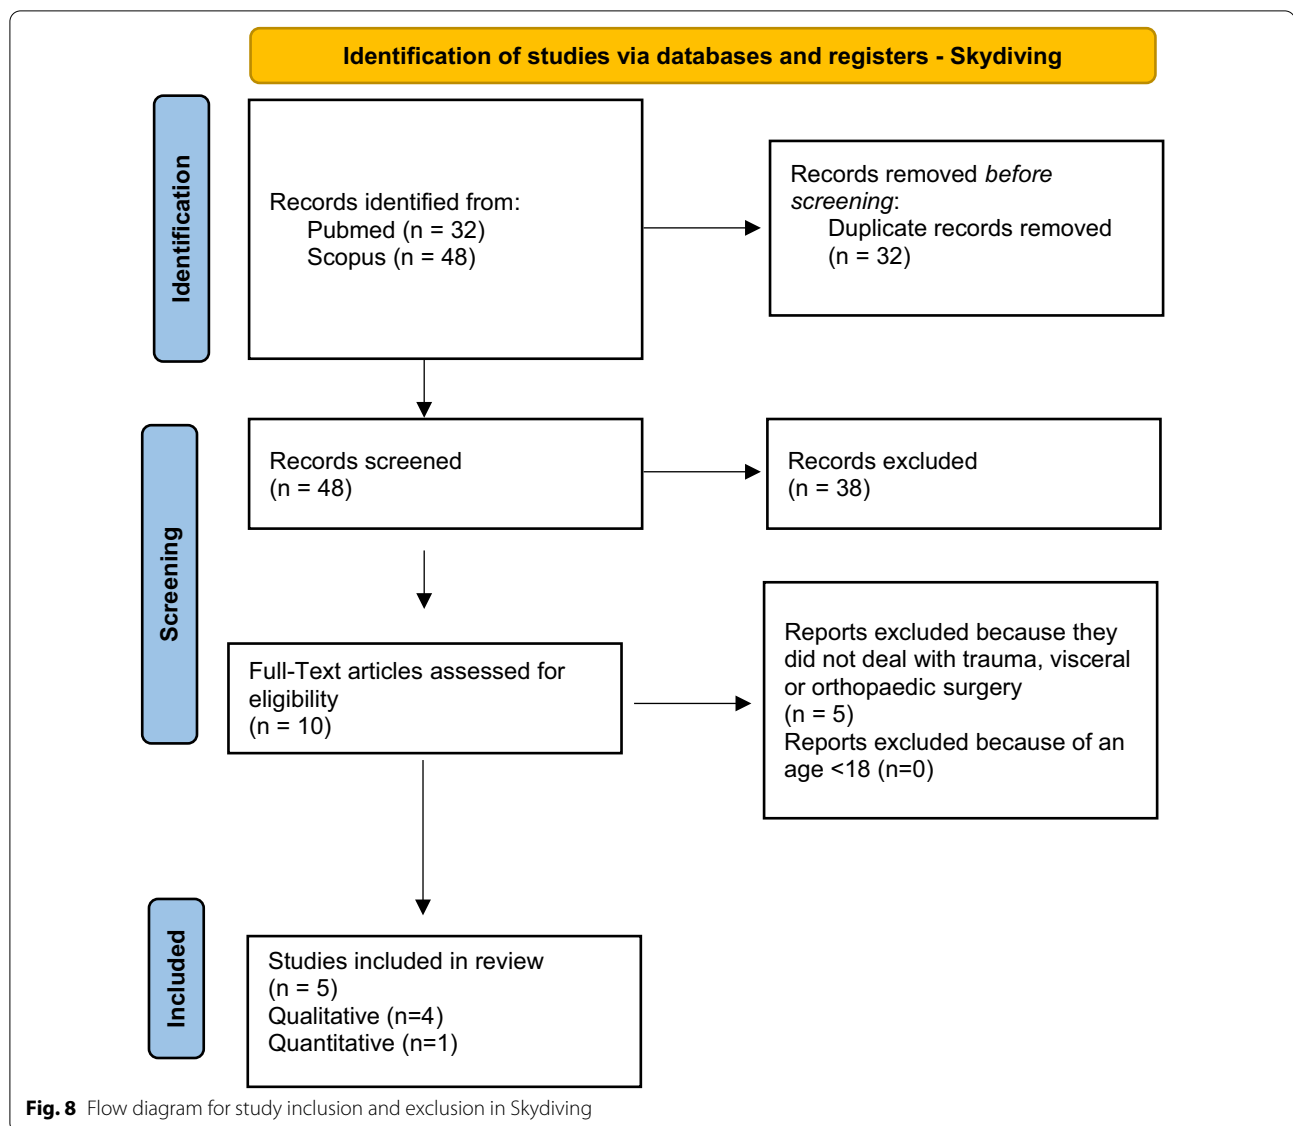 Identification of studies via databases and registers - Skydiving
Identification
Records identified from:
Pubmed (n = 32)
Scopus (n = 48)
Records removed before
screening:
Duplicate records removed
(n = 32)
Screening
Records screened
(n = 48)
Records excluded
(n = 38)
Full-Text articles assessed for
eligibility
(n = 10)
Reports excluded because they
did not deal with trauma, visceral
or orthopaedic surgery
(n = 5)
Reports excluded because of an
age <18 (n=0)
Included
Studies included in review
(n = 5)
Qualitative (n=4)
Quantitative (n=1)
Fig. 8 Flow diagram for study inclusion and exclusion in Skydiving